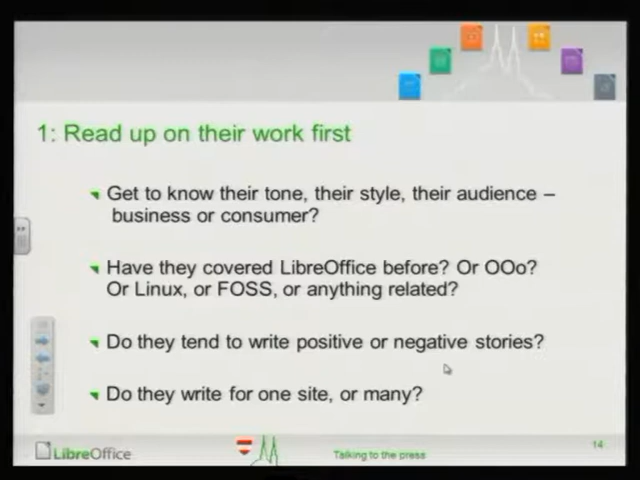 1: Read up on their work first
Get to know their tone, their style, their audience –
business or consumer?
Have they covered LibreOffice before? Or OOo?
Or Linux, or FOSS, or anything related?
Do they tend to write positive or negative stories?
Do they write for one site, or many?
LibreOffice
Talking to the press
14